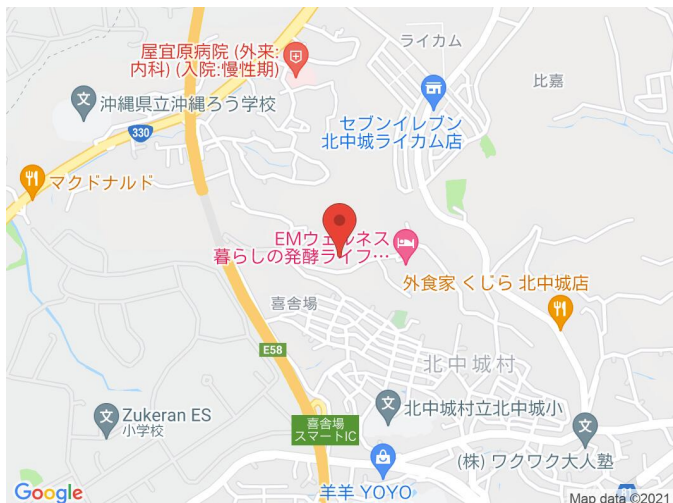 ライカム
屋宜原病院 (外来:
内科) (入院:慢性期)
比嘉
沖縄県立沖縄ろう学校
330
セブンイレブン
北中城ライカム店
マクドナルド
EMウェルネス
暮らしの発酵ライフ…
外食家 くじら 北中城店
喜舎場
E58
北中城村
Zukeran ES
小学校
喜舎場
スマートIC
北中城村立北中城小
(株) ワクワク大人塾
羊羊 YOYO
Google
Map data ©2021